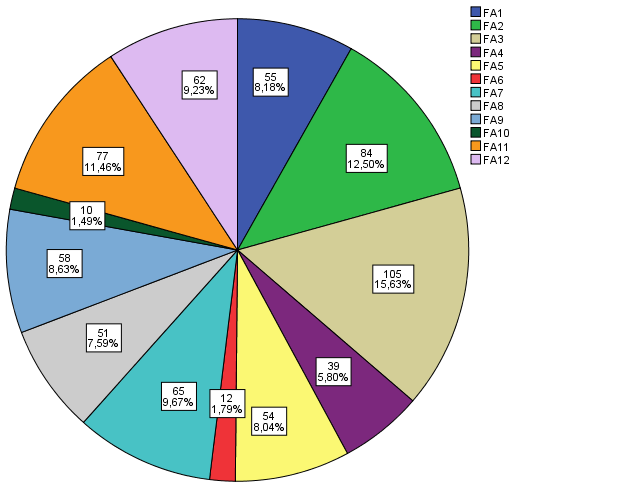 FA1
FA2
FA3
FA4
FA5
FA6
FA7
FA8
FA9
FA10
FA11
FA12
55
8,18%
84
12,50%
105
15,63%
39
5,80%
54
8,04%
12
1,79%
65
9,67%
51
7,59%
58
8,63%
10
1,49%
77
11,46%
62
9,23%